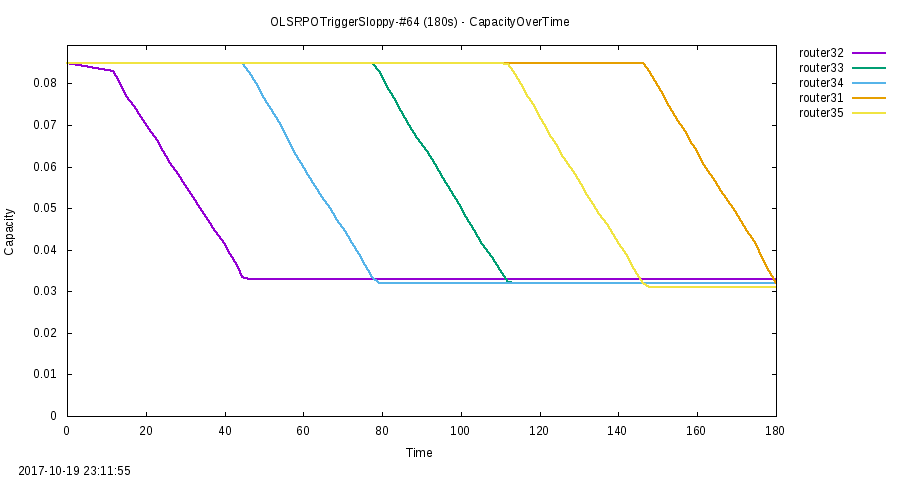 OLSRPOTriggerSloppy-#64 (180s) - CapacityOverTime
router32
router33
router34
router31
router35
Capacity
0.08
0.07
0.06
0.05
0.04
0.03
0.02
0.01
0
0 20 40 60 80 100 120 140 160 180
Time
2017-10-19 23:11:55